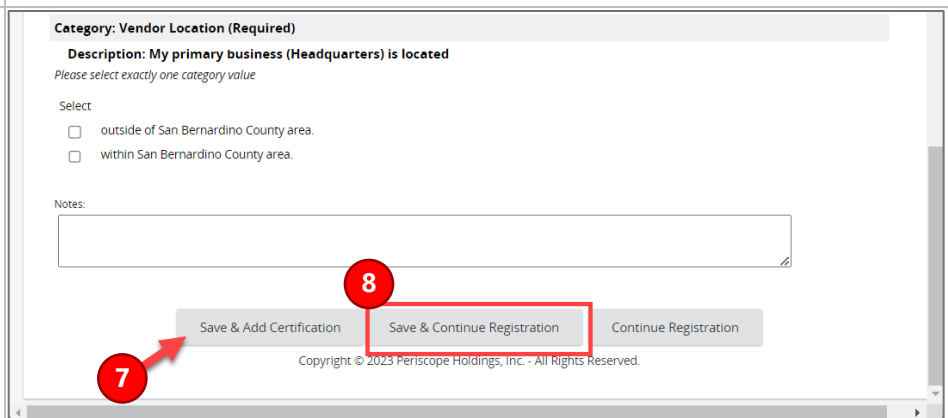 Category: Vendor Location (Required)
Description: My primary business (Headquarters) is located
Please select exactly one category value
Select
outside of San Bernardino County area.
within San Bernardino County area.
Notes:
8
Save & Add Certification Save & Continue Registration Continue Registration
Copyright © 2023 Periscope Holdings, Inc. - All Rights Reserved.
7